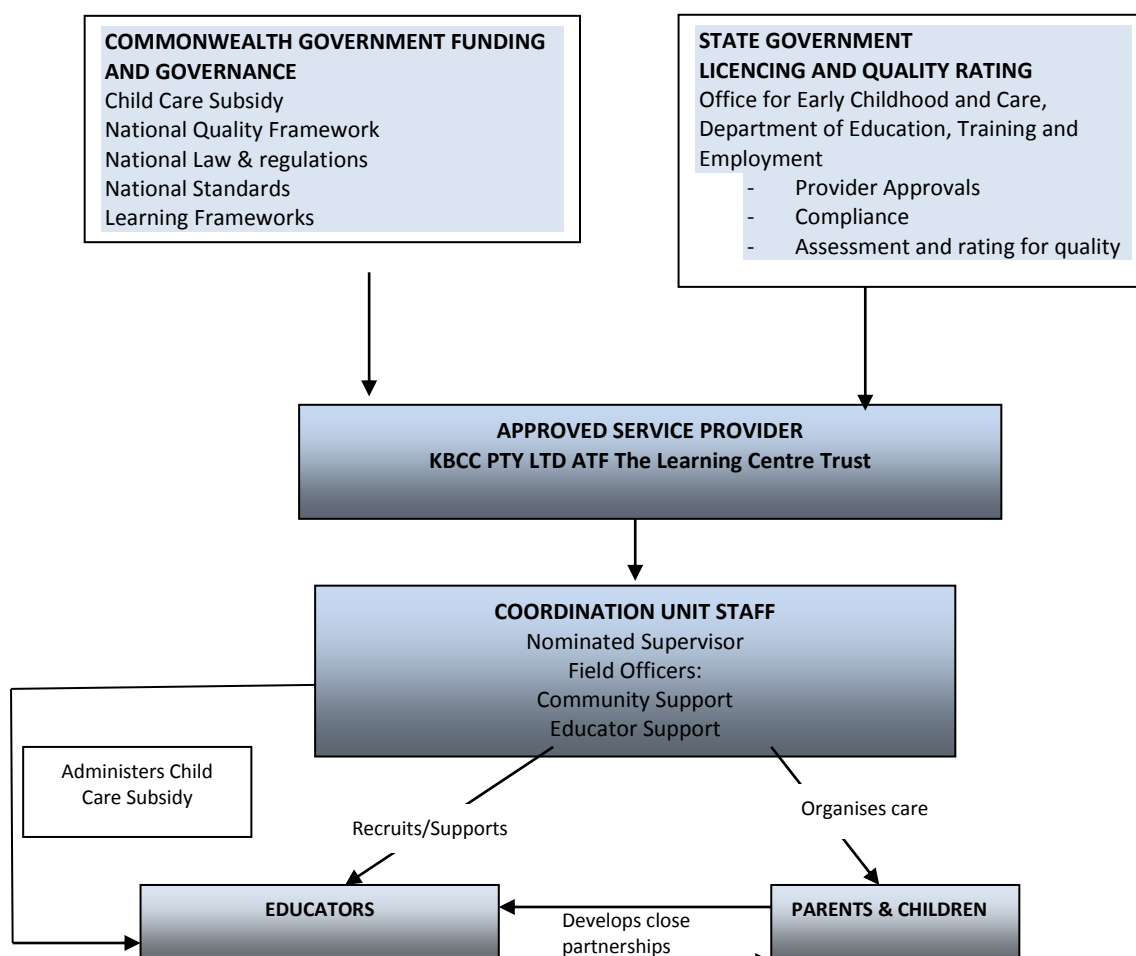 COMMONWEALTH GOVERNMENT FUNDING
AND GOVERNANCE
Child Care Subsidy
National Quality Framework
National Law & regulations
National Standards
Learning Frameworks
STATE GOVERNMENT
LICENCING AND QUALITY RATING
Office for Early Childhood and Care,
Department of Education, Training and
Employment
- Provider Approvals
- Compliance
- Assessment and rating for quality
APPROVED SERVICE PROVIDER
KBCC PTY LTD ATF The Learning Centre Trust
COORDINATION UNIT STAFF
Nominated Supervisor
Field Officers:
Community Support
Educator Support
Administers Child
Care Subsidy
Recruits/Supports
Organises care
EDUCATORS
Develops close
partnerships
PARENTS & CHILDREN